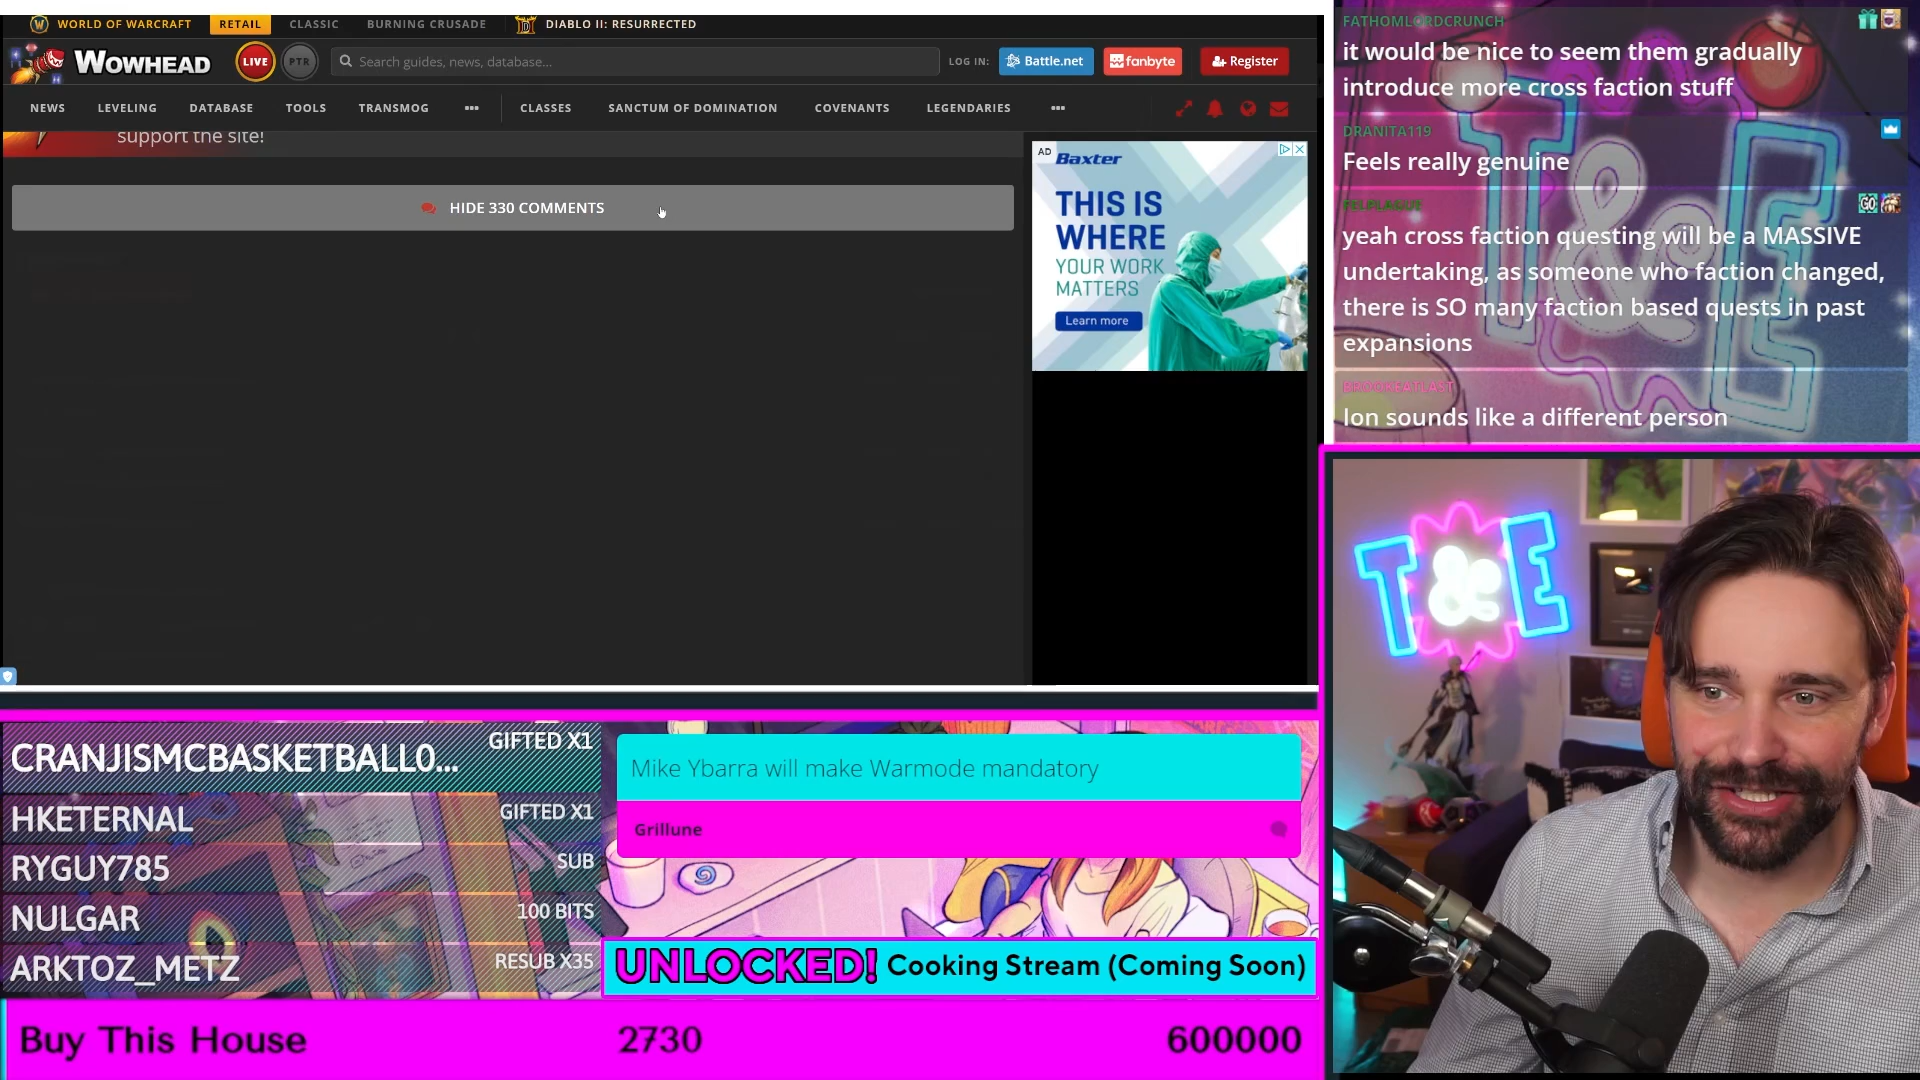 WORLD OF WARCRAFT RETAIL CLASSIC BURNING CRUSADE DIABLO II: RESURRECTED
WOWHEAD LIVE PTR Search guides, news, database... LOG IN: Battle.net fanbyte Register
NEWS LEVELING DATABASE TOOLS TRANSMOG ••• CLASSES SANCTUM OF DOMINATION COVENANTS LEGENDARIES •••
support the site!
HIDE 330 COMMENTS
AD
Baxter
THIS IS
WHERE
YOUR WORK
MATTERS
Learn more
FATHOMLORDCRUNCH
it would be nice to seem them gradually
introduce more cross faction stuff
DRANITA119
Feels really genuine
FELPLAGUE
GO
yeah cross faction questing will be a MASSIVE
undertaking, as someone who faction changed,
there is SO many faction based quests in past
expansions
BROOKEATLAST
Ion sounds like a different person
T&E
T&E
CRANJISMCBASKETBALL0... GIFTED X1
HKETERNAL GIFTED X1
RYGUY785 SUB
NULGAR 100 BITS
ARKTOZ_METZ RESUB X35
Mike Ybarra will make Warmode mandatory
Grillune
UNLOCKED! Cooking Stream (Coming Soon)
Buy This House 2730 600000